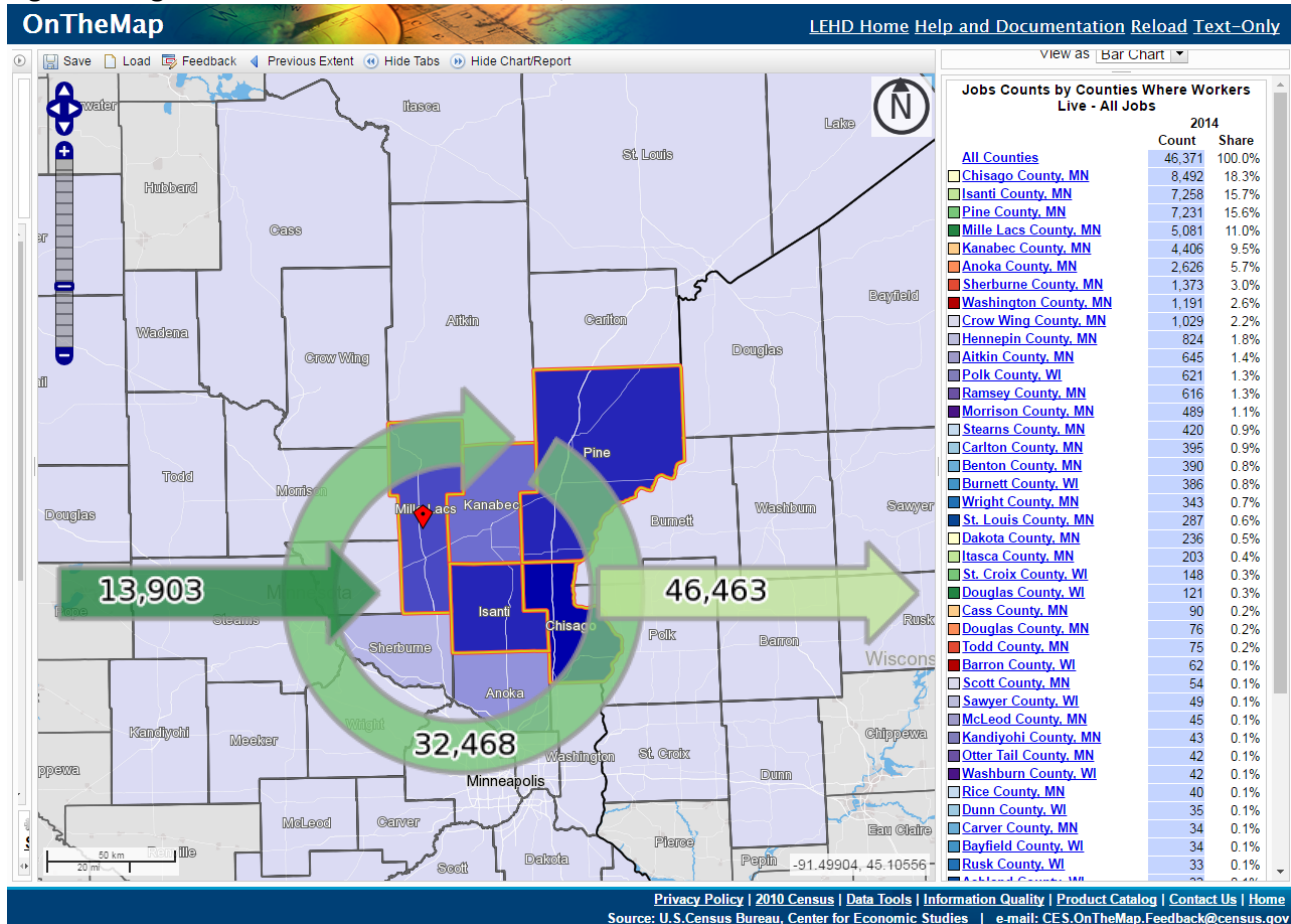 OnTheMap
LEHD Home Help and Documentation Reload Text-Only
Save Load Feedback Previous Extent Hide Tabs Hide Chart/Report
View as Bar Chart
Itasca
Lake
St. Louis
Hubbard
Cass
Bayfield
Wadena
Aitkin
Carlton
Crow Wing
Douglas
Pine
Todd
Morrison
Mille Lacs
Kanabec
Burnett
Washburn
Sawyer
Douglas
13,903
46,463
Isanti
Chisago
Stearns
Rusk
Sherburne
Polk
Barron
Wiscons
Anoka
Kandiyohi
Meeker
Wright
32,468
Washington
St. Croix
Chippewa
ppewa
Minneapolis
Dunn
McLeod
Carver
Pierce
Eau Claire
50 km
20 mi
Scott
Dakota
Pepin
-91.49904, 45.10556
N
Jobs Counts by Counties Where Workers
Live - All Jobs
2014
Count Share
All Counties 46,371 100.0%
Chisago County, MN 8,492 18.3%
Isanti County, MN 7,258 15.7%
Pine County, MN 7,231 15.6%
Mille Lacs County, MN 5,081 11.0%
Kanabec County, MN 4,406 9.5%
Anoka County, MN 2,626 5.7%
Sherburne County, MN 1,373 3.0%
Washington County, MN 1,191 2.6%
Crow Wing County, MN 1,029 2.2%
Hennepin County, MN 824 1.8%
Aitkin County, MN 645 1.4%
Polk County, WI 621 1.3%
Ramsey County, MN 616 1.3%
Morrison County, MN 489 1.1%
Stearns County, MN 420 0.9%
Carlton County, MN 395 0.9%
Benton County, MN 390 0.8%
Burnett County, WI 386 0.8%
Wright County, MN 343 0.7%
St. Louis County, MN 287 0.6%
Dakota County, MN 236 0.5%
Itasca County, MN 203 0.4%
St. Croix County, WI 148 0.3%
Douglas County, WI 121 0.3%
Cass County, MN 90 0.2%
Douglas County, MN 76 0.2%
Todd County, MN 75 0.2%
Barron County, WI 62 0.1%
Scott County, MN 54 0.1%
Sawyer County, WI 49 0.1%
McLeod County, MN 45 0.1%
Kandiyohi County, MN 43 0.1%
Otter Tail County, MN 42 0.1%
Washburn County, WI 42 0.1%
Rice County, MN 40 0.1%
Dunn County, WI 35 0.1%
Carver County, MN 34 0.1%
Bayfield County, WI 34 0.1%
Rusk County, WI 33 0.1%
Privacy Policy | 2010 Census | Data Tools | Information Quality | Product Catalog | Contact Us | Home
Source: U.S.Census Bureau, Center for Economic Studies | e-mail: CES.OnTheMap.Feedback@census.gov